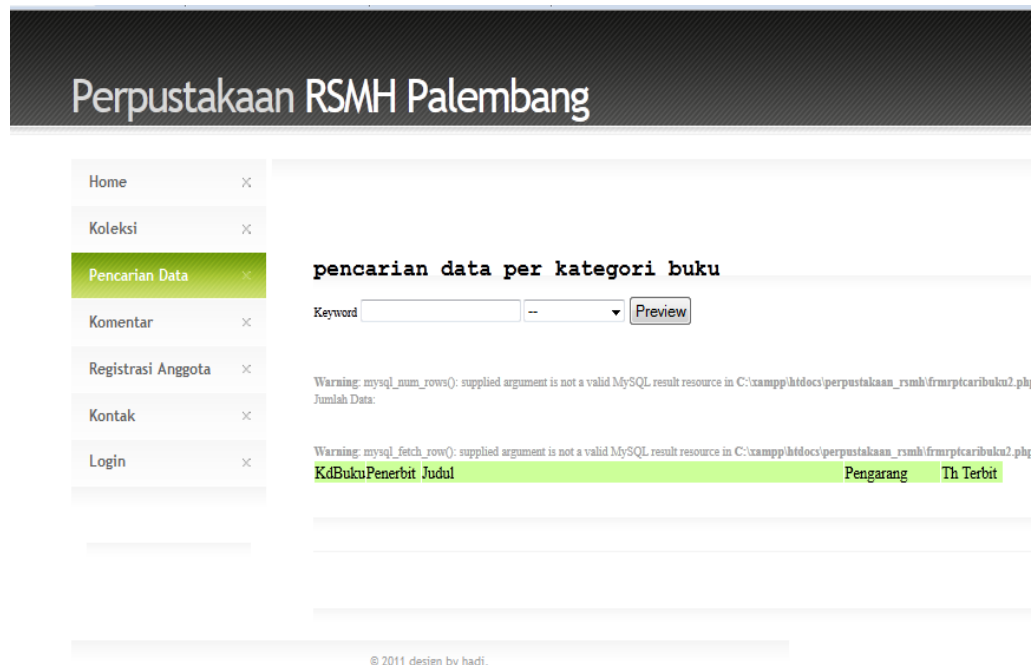 Perpustakaan RSMH Palembang
Home
Koleksi
Pencarian Data
Komentar
Registrasi Anggota
Kontak
Login
pencarian data per kategori buku
Keyword -- Preview
Warning: mysql_num_rows(): supplied argument is not a valid MySQL result resource in C:\xampp\htdocs\perpustakaan_rsmh\frmrptcaribuku2.php
Jumlah Data:
Warning: mysql_fetch_row(): supplied argument is not a valid MySQL result resource in C:\xampp\htdocs\perpustakaan_rsmh\frmrptcaribuku2.php
KdBuku Penerbit Judul Pengarang Th Terbit
© 2011 design by hadi.